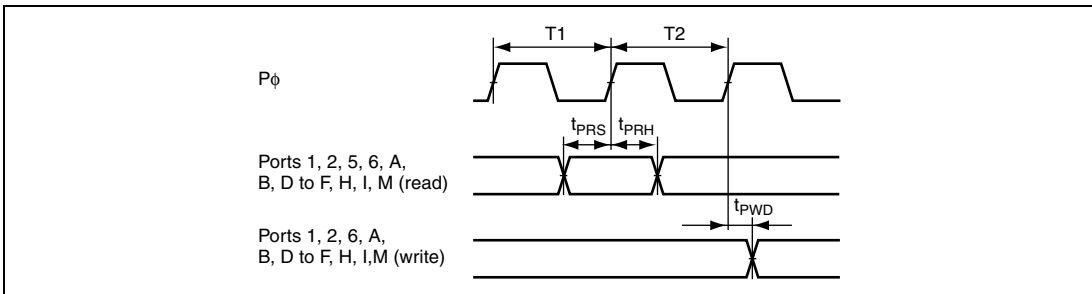 T1 T2
Pϕ
tPRS tPRH
Ports 1, 2, 5, 6, A,
B, D to F, H, I, M (read)
tPWD
Ports 1, 2, 6, A,
B, D to F, H, I,M (write)